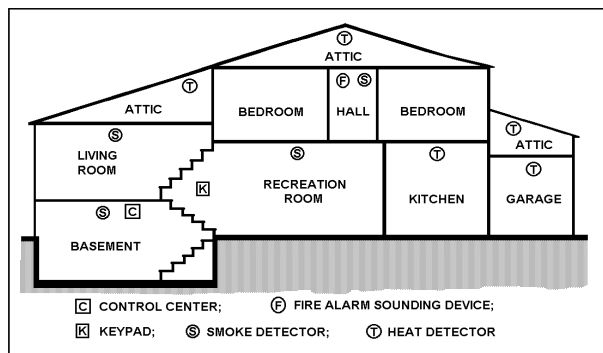 T
ATTIC
T
ATTIC
F S
BEDROOM HALL BEDROOM
S
LIVING
ROOM
T
ATTIC
S
K
RECREATION
ROOM
T
KITCHEN
T
GARAGE
S C
BASEMENT
C CONTROL CENTER; F FIRE ALARM SOUNDING DEVICE;
K KEYPAD; S SMOKE DETECTOR; T HEAT DETECTOR